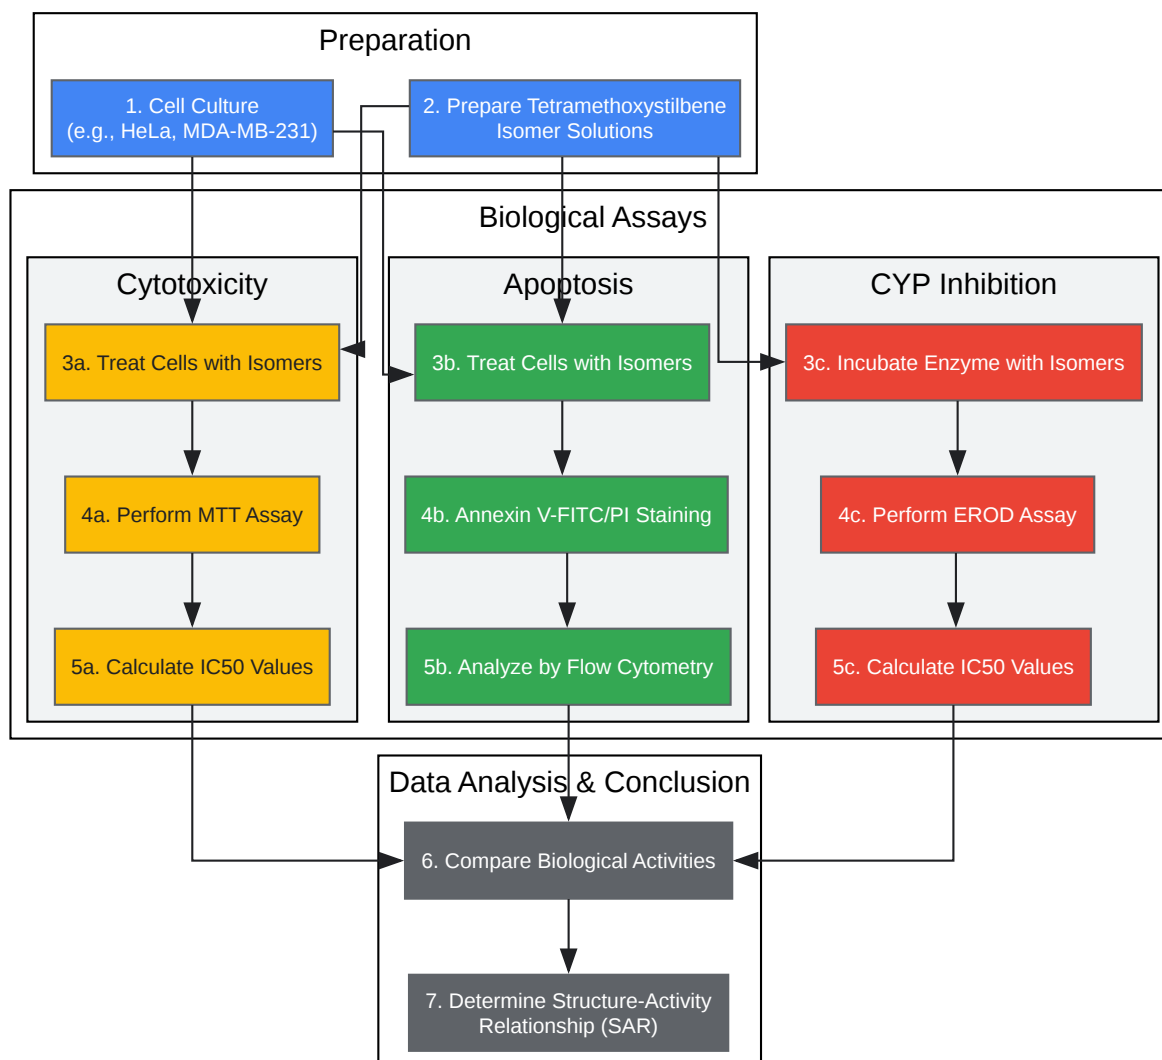 Preparation
1. Cell Culture
(e.g., HeLa, MDA-MB-231)
2. Prepare Tetramethoxystilbene
Isomer Solutions
Biological Assays
Cytotoxicity
Apoptosis
CYP Inhibition
3a. Treat Cells with Isomers
3b. Treat Cells with Isomers
3c. Incubate Enzyme with Isomers
4a. Perform MTT Assay
4b. Annexin V-FITC/PI Staining
4c. Perform EROD Assay
5a. Calculate IC50 Values
5b. Analyze by Flow Cytometry
5c. Calculate IC50 Values
Data Analysis & Conclusion
6. Compare Biological Activities
7. Determine Structure-Activity
Relationship (SAR)